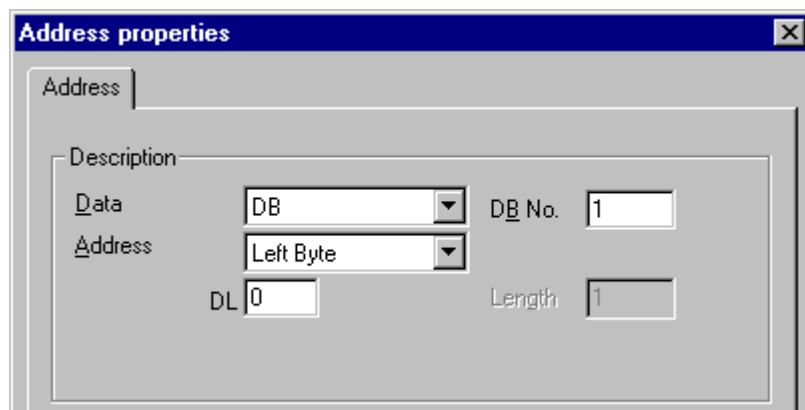 Address properties
Address
Description
Data DB DB No. 1
Address Left Byte
DL 0 Length 1